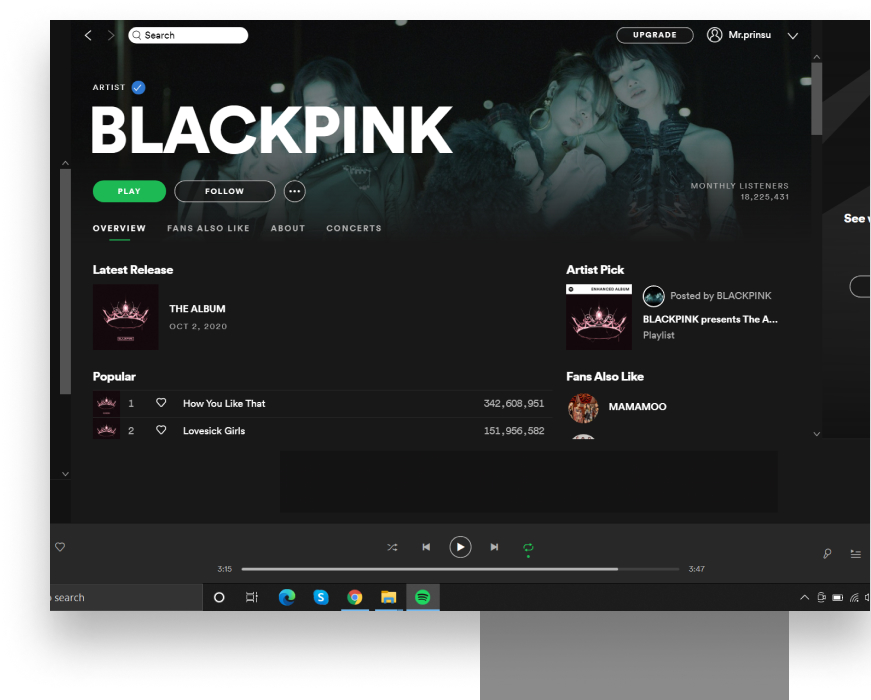 Search
UPGRADE
Mr.prinsu
ARTIST
BLACKPINK
PLAY
FOLLOW
MONTHLY LISTENERS
18,225,431
OVERVIEW
FANS ALSO LIKE
ABOUT
CONCERTS
See
Latest Release
THE ALBUM
OCT 2, 2020
Artist Pick
ENHANCED ALBUM
Posted by BLACKPINK
BLACKPINK presents The A...
Playlist
Popular
1 How You Like That 342,608,951
2 Lovesick Girls 151,956,582
Fans Also Like
MAMAMOO
3:15
3:47
search